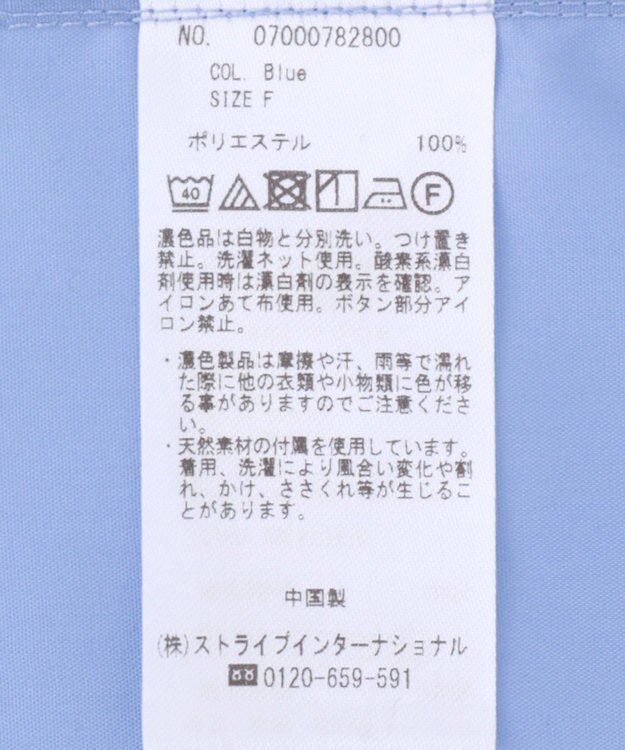 NO. 07000782800
COL. Blue
SIZE F
ポリエステル 100%
40 F
濃色品は白物と分別洗い。つけ置き
禁止。洗濯ネット使用。酸素系漂白
剤使用時は漂白剤の表示を確認。ア
イロンあて布使用。ボタン部分アイ
ロン禁止。
・濃色製品は摩擦や汗、雨等で濡れ
た際に他の衣類や小物類に色が移
る事がありますのでご注意くださ
い。
・天然素材の付属を使用しています。
着用、洗濯により風合い変化や割
れ、かけ、ささくれ等が生じるこ
とがあります。
中国製
(株)ストライプインターナショナル
0120-659-591